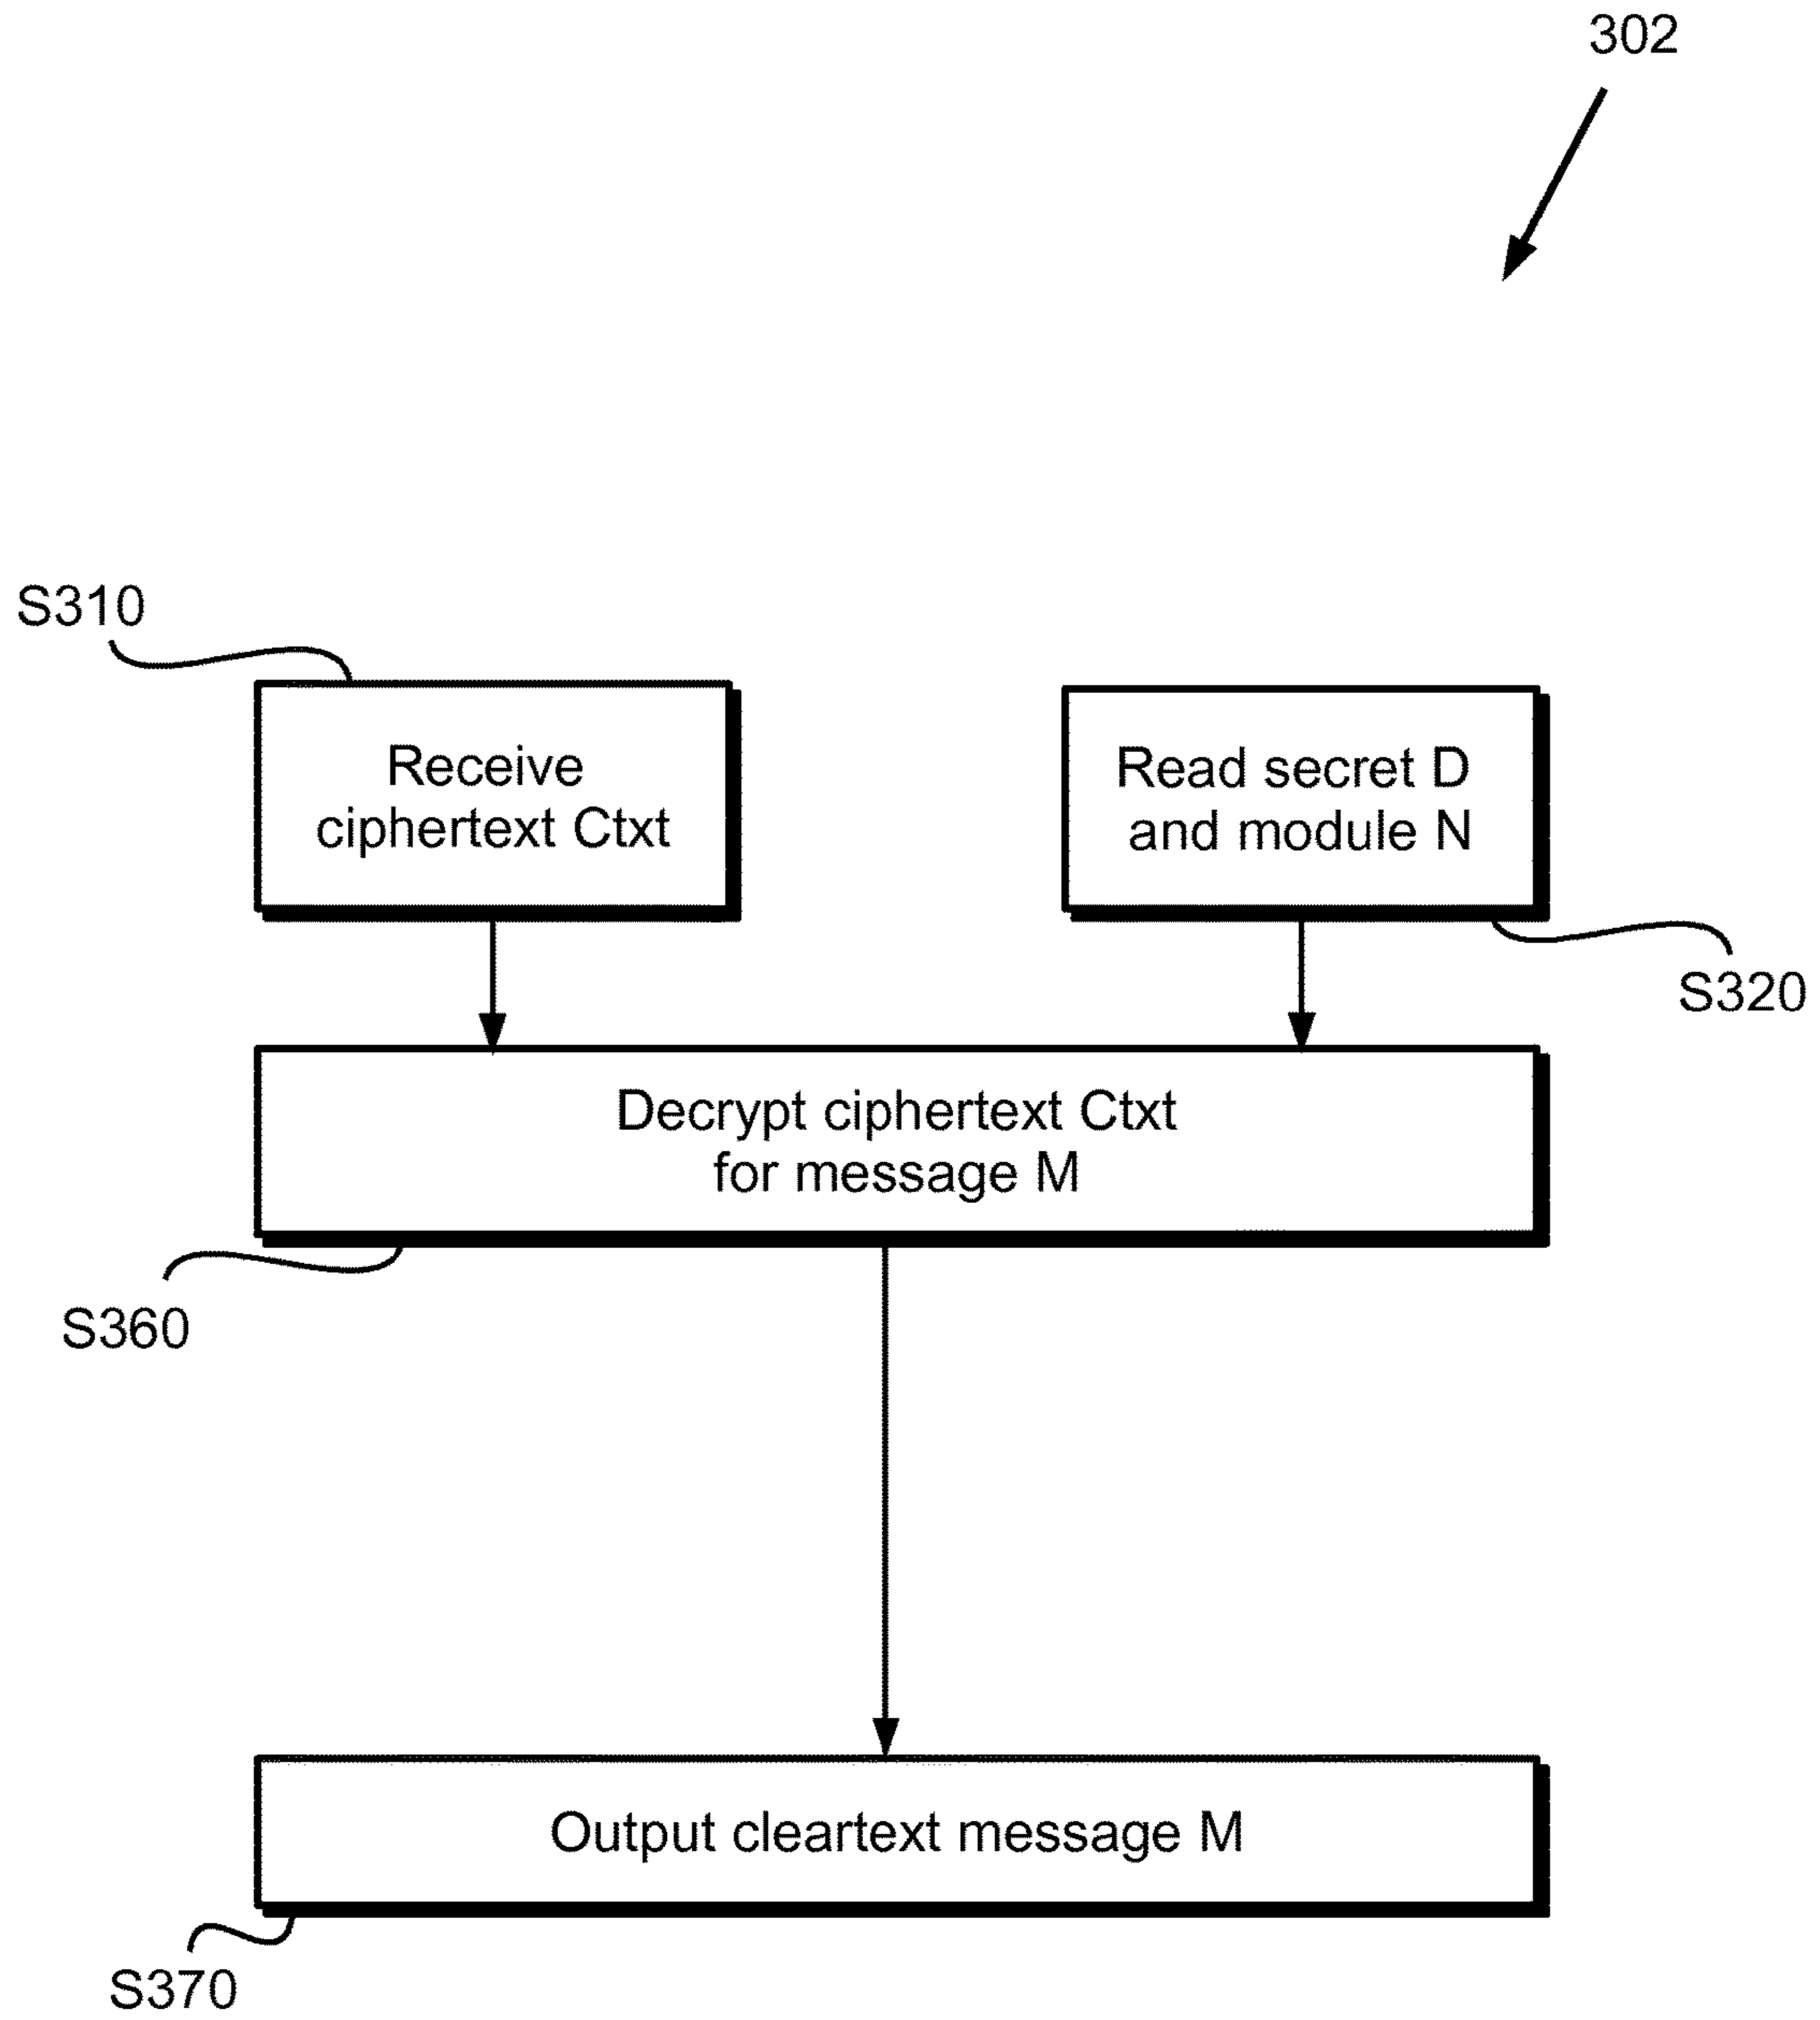 302
S310
Receive
ciphertext Ctxt
Read secret D
and module N
S320
Decrypt ciphertext Ctxt
for message M
S360
Output cleartext message M
S370